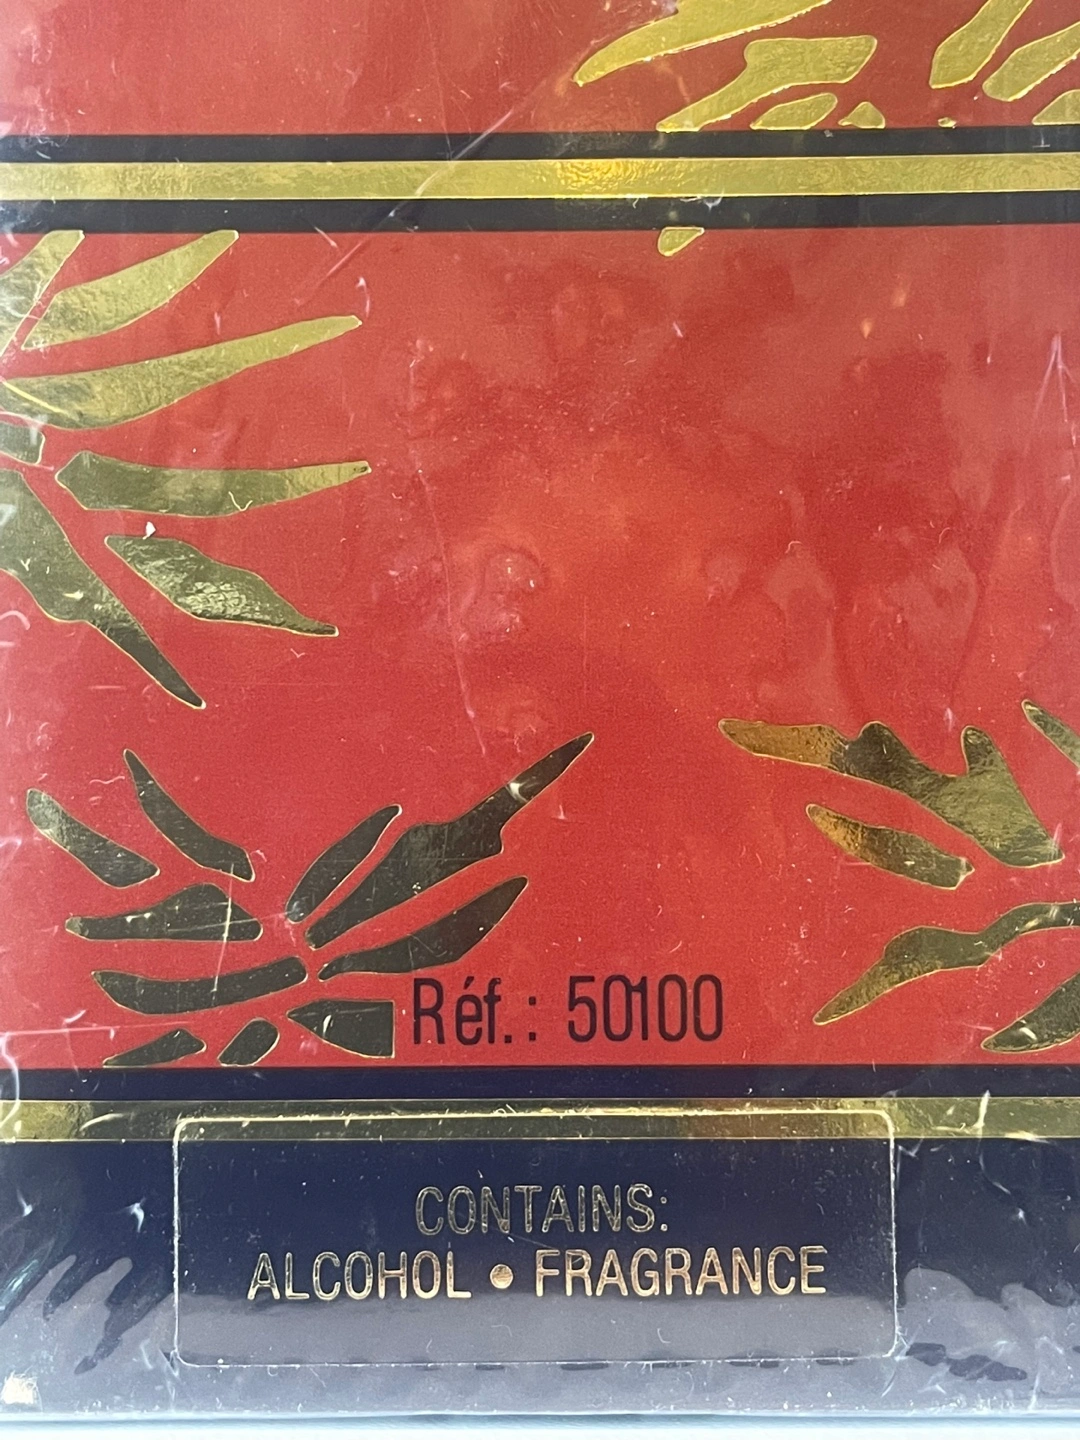 Réf.: 50100
CONTAINS:
ALCOHOL • FRAGRANCE